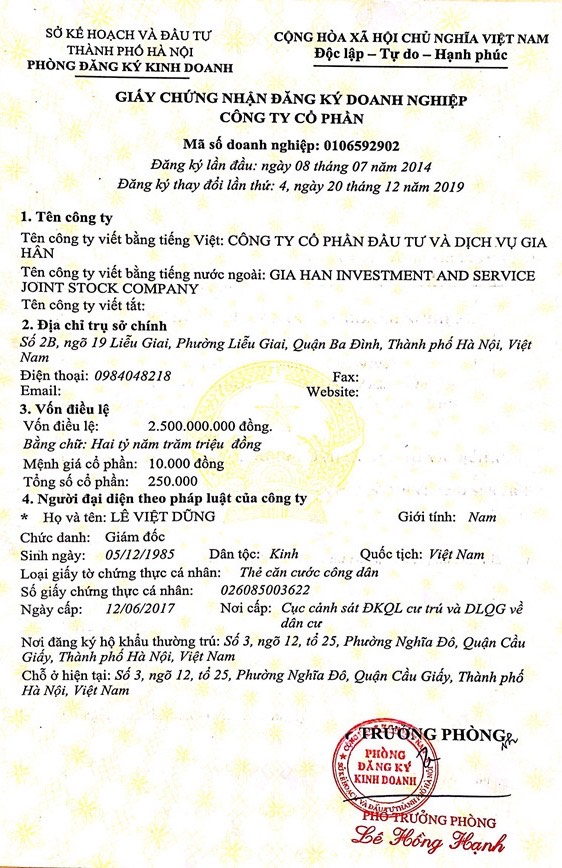 SỞ KẾ HOẠCH VÀ ĐẦU TƯ
THÀNH PHỐ HÀ NỘI
PHÒNG ĐĂNG KÝ KINH DOANH
CỘNG HÒA XÃ HỘI CHỦ NGHĨA VIỆT NAM
Độc lập – Tự do – Hạnh phúc
GIẤY CHỨNG NHẬN ĐĂNG KÝ DOANH NGHIỆP
CÔNG TY CỔ PHẦN
Mã số doanh nghiệp: 0106592902
Đăng ký lần đầu: ngày 08 tháng 07 năm 2014
Đăng ký thay đổi lần thứ: 4, ngày 20 tháng 12 năm 2019
1. Tên công ty
Tên công ty viết bằng tiếng Việt: CÔNG TY CỔ PHẦN ĐẦU TƯ VÀ DỊCH VỤ GIA
HÂN
Tên công ty viết bằng tiếng nước ngoài: GIA HAN INVESTMENT AND SERVICE
JOINT STOCK COMPANY
Tên công ty viết tắt:
2. Địa chỉ trụ sở chính
Số 2B, ngõ 19 Liễu Giai, Phường Liễu Giai, Quận Ba Đình, Thành phố Hà Nội, Việt
Nam
Điện thoại: 0984048218 Fax:
Email: Website:
3. Vốn điều lệ
Vốn điều lệ: 2.500.000.000 đồng.
Bằng chữ: Hai tỷ năm trăm triệu đồng
Mệnh giá cổ phần: 10.000 đồng
Tổng số cổ phần: 250.000
4. Người đại diện theo pháp luật của công ty
* Họ và tên: LÊ VIỆT DŨNG Giới tính: Nam
Chức danh: Giám đốc
Sinh ngày: 05/12/1985 Dân tộc: Kinh Quốc tịch: Việt Nam
Loại giấy tờ chứng thực cá nhân: Thẻ căn cước công dân
Số giấy chứng thực cá nhân: 026085003622
Ngày cấp: 12/06/2017 Nơi cấp: Cục cảnh sát ĐKQL cư trú và DLQG về
dân cư
Nơi đăng ký hộ khẩu thường trú: Số 3, ngõ 12, tổ 25, Phường Nghĩa Đô, Quận Cầu
Giấy, Thành phố Hà Nội, Việt Nam
Chỗ ở hiện tại: Số 3, ngõ 12, tổ 25, Phường Nghĩa Đô, Quận Cầu Giấy, Thành phố
Hà Nội, Việt Nam
TRƯỞNG PHÒNG
PHÒNG
ĐĂNG KÝ
KINH DOANH
PHÓ TRƯỞNG PHÒNG
Lê Hồng Hạnh